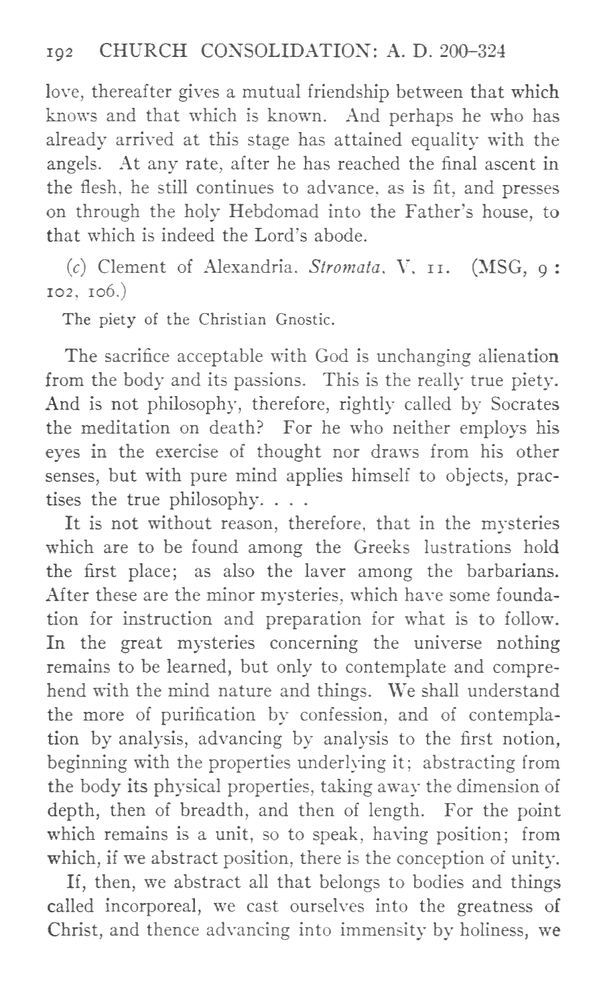 192 CHURCH CONSOLIDATION: A. D. 200–324
love, thereafter gives a mutual friendship between that which
knows and that which is known. And perhaps he who has
already arrived at this stage has attained equality with the
angels. At any rate, after he has reached the final ascent in
the flesh, he still continues to advance, as is fit, and presses
on through the holy Hebdomad into the Father's house, to
that which is indeed the Lord's abode.
(c) Clement of Alexandria. Stromata, V, 11. (MSG, 9 :
102, 106.)
The piety of the Christian Gnostic.
The sacrifice acceptable with God is unchanging alienation
from the body and its passions. This is the really true piety.
And is not philosophy, therefore, rightly called by Socrates
the meditation on death? For he who neither employs his
eyes in the exercise of thought nor draws from his other
senses, but with pure mind applies himself to objects, prac-
tises the true philosophy. . . .
It is not without reason, therefore, that in the mysteries
which are to be found among the Greeks lustrations hold
the first place; as also the laver among the barbarians.
After these are the minor mysteries, which have some founda-
tion for instruction and preparation for what is to follow.
In the great mysteries concerning the universe nothing
remains to be learned, but only to contemplate and compre-
hend with the mind nature and things. We shall understand
the more of purification by confession, and of contempla-
tion by analysis, advancing by analysis to the first notion,
beginning with the properties underlying it; abstracting from
the body its physical properties, taking away the dimension of
depth, then of breadth, and then of length. For the point
which remains is a unit, so to speak, having position; from
which, if we abstract position, there is the conception of unity.
If, then, we abstract all that belongs to bodies and things
called incorporeal, we cast ourselves into the greatness of
Christ, and thence advancing into immensity by holiness, we